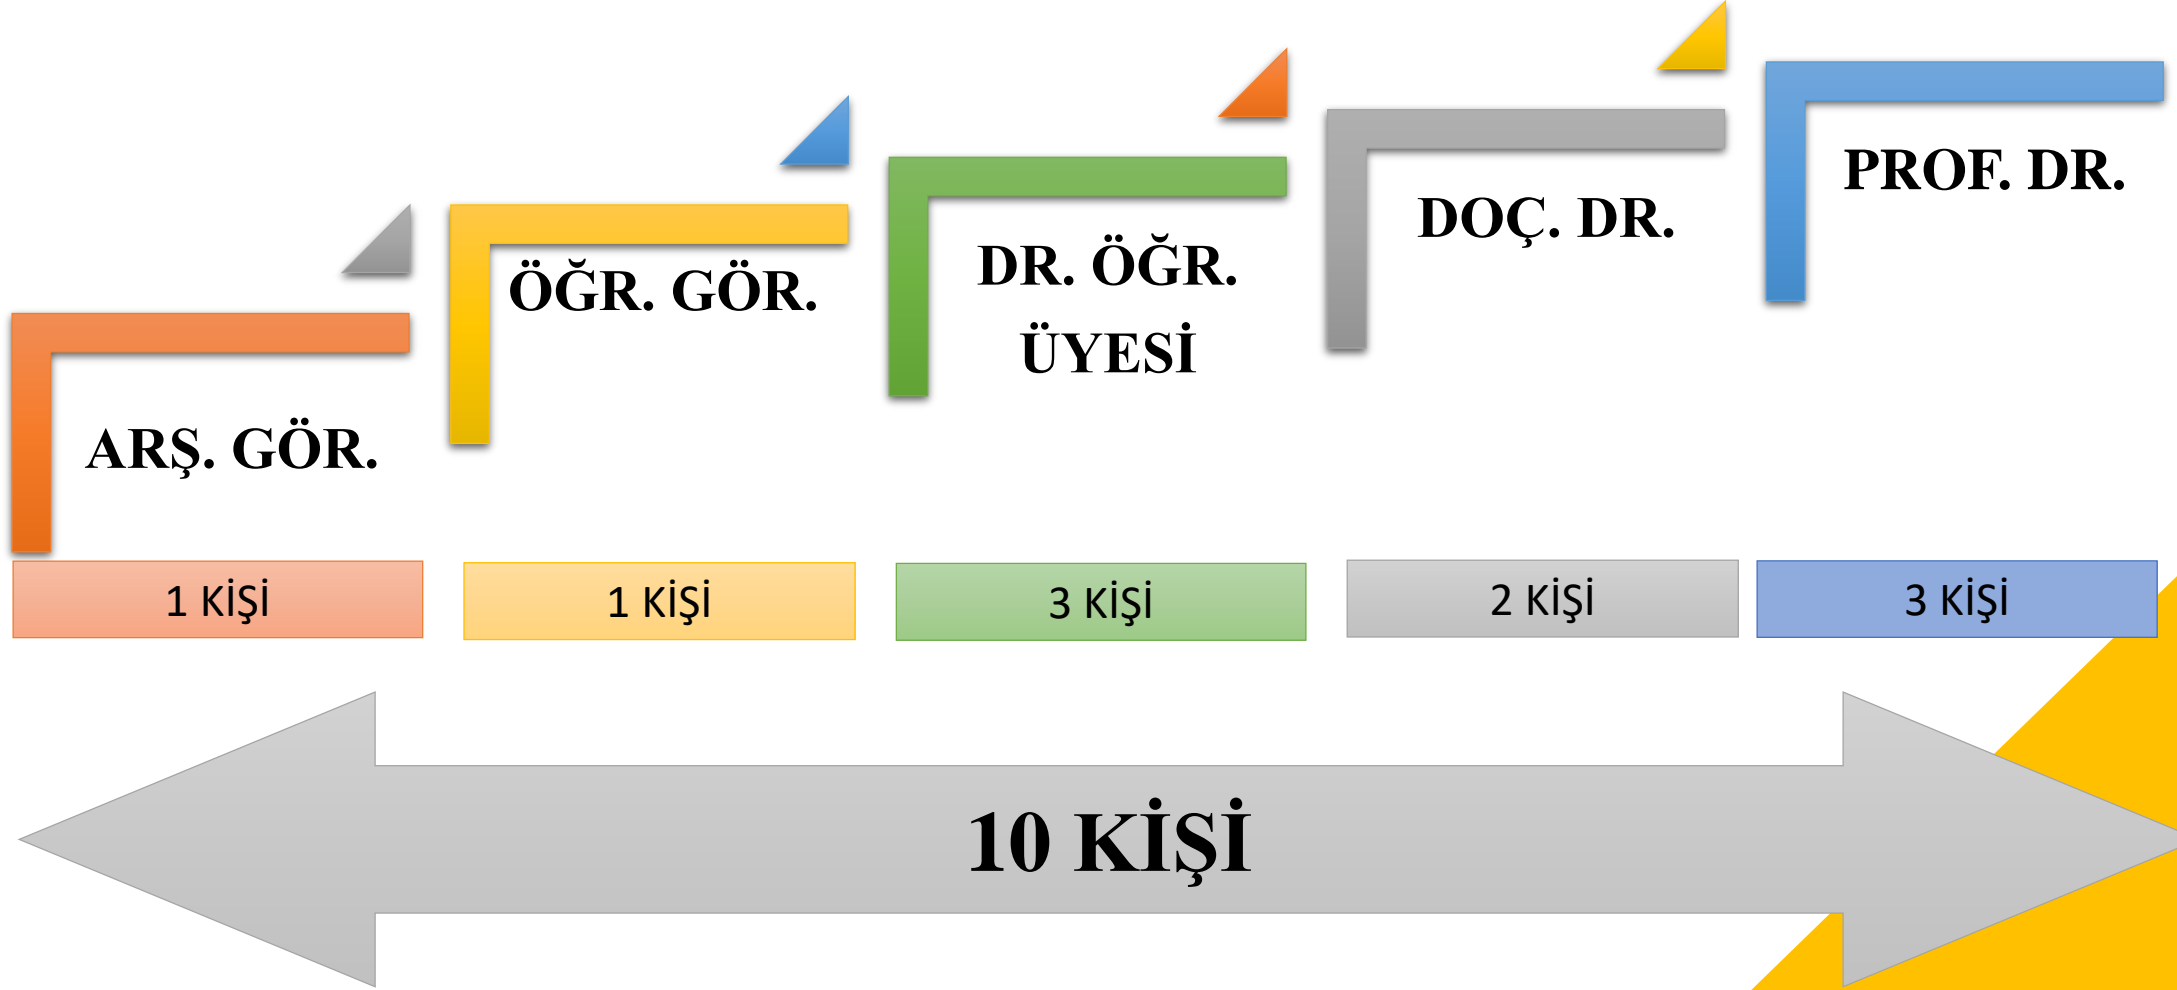 ARŞ. GÖR.
ÖĞR. GÖR.
DR. ÖĞR.
ÜYESİ
DOÇ. DR.
PROF. DR.
1 KİŞİ
1 KİŞİ
3 KİŞİ
2 KİŞİ
3 KİŞİ
10 KİŞİ